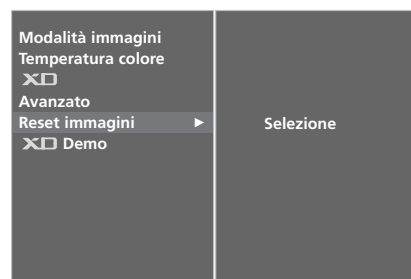 Modalità immagini
Temperatura colore
XD
Avanzato
Reset immagini ►
XD Demo
Selezione